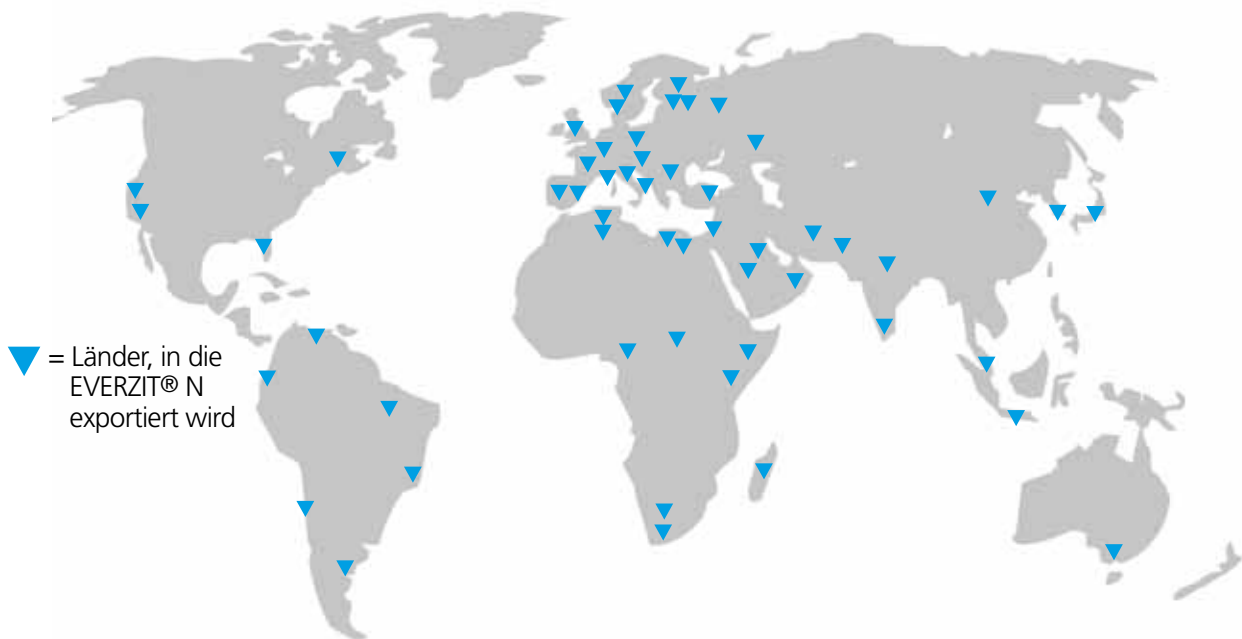 = Länder, in die
EVERZIT® N
exportiert wird